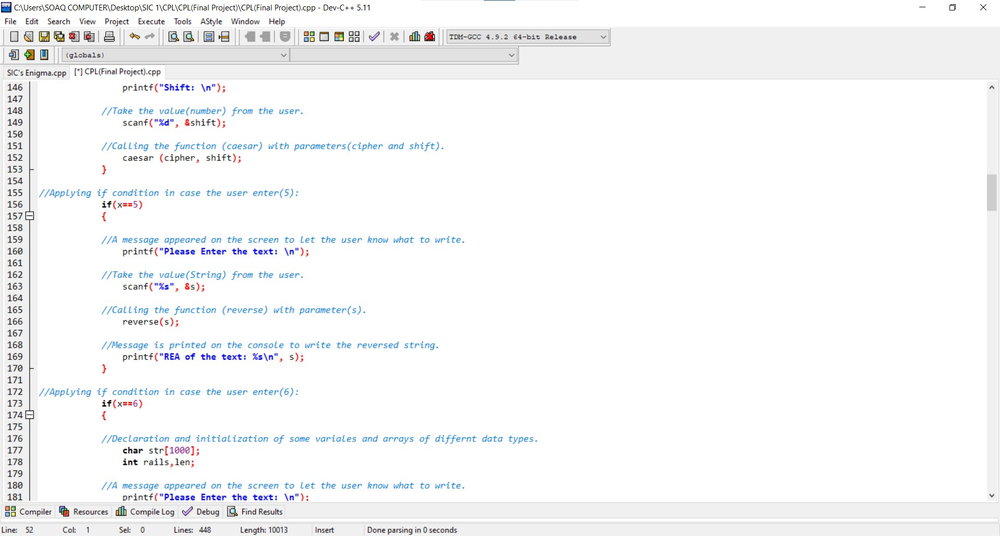 C:\Users\SOAQ COMPUTER\Desktop\SIC 1\CPL\CPL(Final Project)\CPL(Final Project).cpp - Dev-C++ 5.11
File Edit Search View Project Execute Tools AStyle Window Help
TDM-GCC 4.9.2 64-bit Release
(globals)
SIC's Enigma.cpp [*] CPL(Final Project).cpp
146 printf("Shift: \n");
147
148 //Take the value(number) from the user.
149 scanf("%d", &shift);
150
151 //Calling the function (caesar) with parameters(cipher and shift).
152 caesar (cipher, shift);
153 }
154
155 //Applying if condition in case the user enter(5):
156 if(x==5)
157 {
158
159 //A message appeared on the screen to let the user know what to write.
160 printf("Please Enter the text: \n");
161
162 //Take the value(String) from the user.
163 scanf("%s", &s);
164
165 //Calling the function (reverse) with parameter(s).
166 reverse(s);
167
168 //Message is printed on the console to write the reversed string.
169 printf("REA of the text: %s\n", s);
170 }
171
172 //Applying if condition in case the user enter(6):
173 if(x==6)
174 {
175
176 //Declaration and initialization of some variales and arrays of differnt data types.
177 char str[1000];
178 int rails,len;
179
180 //A message appeared on the screen to let the user know what to write.
181 printf("Please Enter the text: \n");
Compiler Resources Compile Log Debug Find Results
Line: 52 Col: 1 Sel: 0 Lines: 448 Length: 10013 Insert Done parsing in 0 seconds